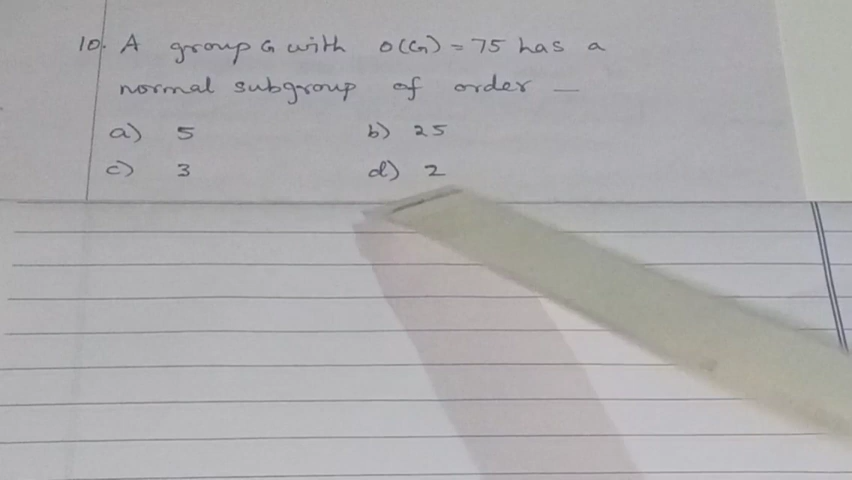 10. A group G with o(G) = 75 has a
normal subgroup of order —
a) 5 b) 25
c) 3 d) 2